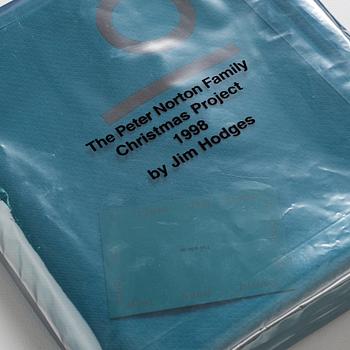 The Peter Norton Family
Christmas Project
1998
by Jim Hodges